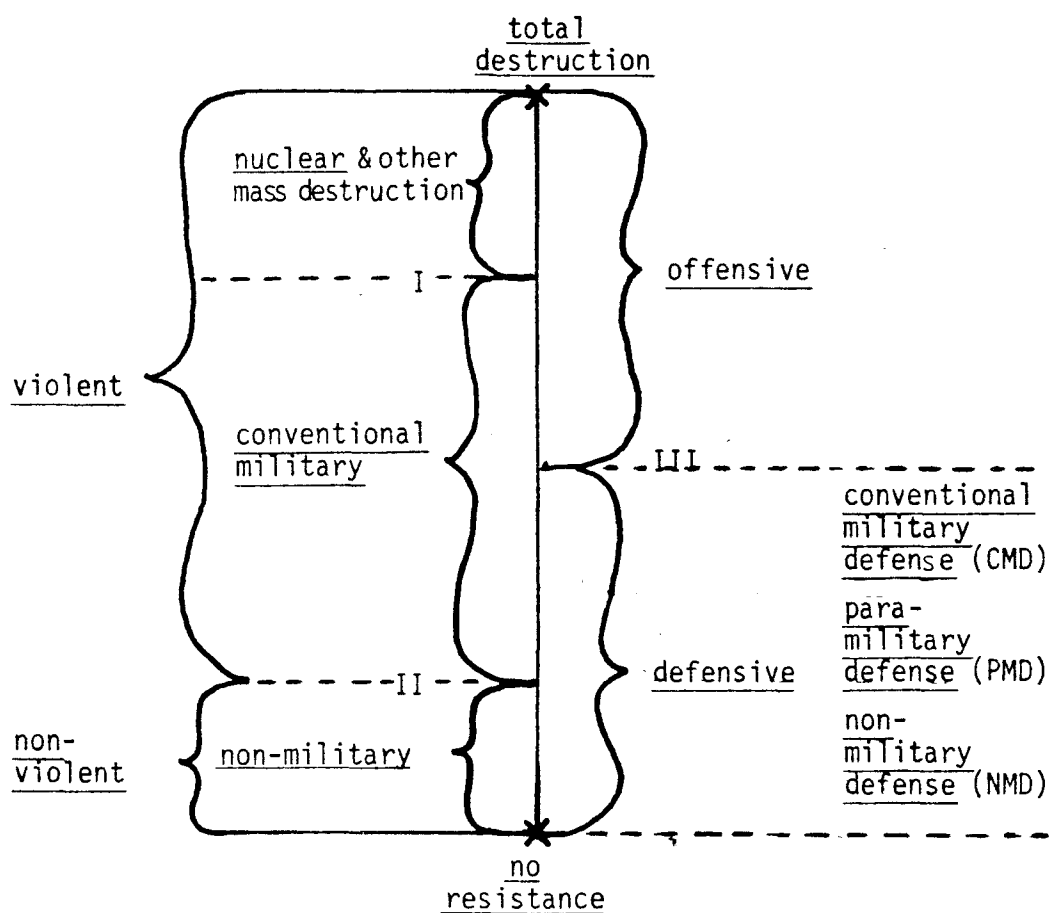 total
destruction
nuclear & other
mass destruction
I
offensive
violent
conventional
military
III
conventional
military
defense (CMD)
para-
military
defense (PMD)
defensive
II
non-
military
defense (NMD)
non-
violent
non-military
no
resistance